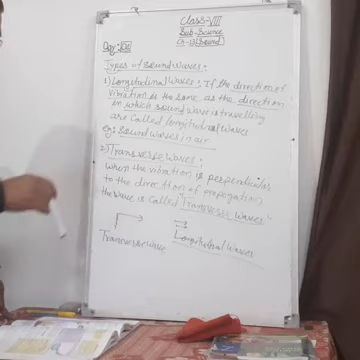 Class-VIII
Sub-Science
Ch-13(Sound)
Day:
Types of sound waves:
1) Longitudinal Waves: If the direction of
vibration is the same as the direction
in which sound wave is travelling
are called longitudinal waves
eg: sound waves in air.
2) Transverse Waves:
When the vibration is perpendicular
to the direction of propagation
the wave is called "Transverse Waves"
Transverse wave
Longitudinal waves